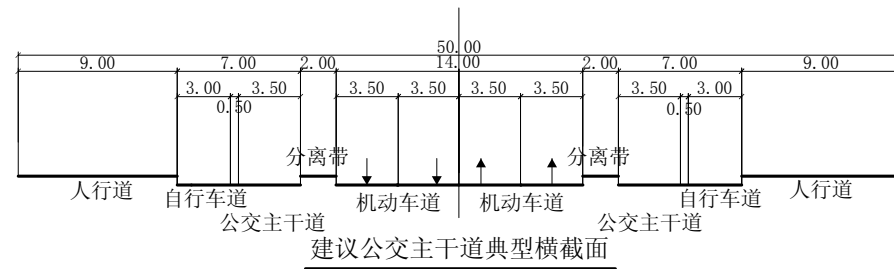 50.00
9.00 7.00 2.00 14.00 2.00 7.00 9.00
3.00 3.50 3.50 3.50 3.50 3.50 3.50 3.00
0.50 0.50
分离带 分离带
人行道 自行车道 机动车道 机动车道 自行车道 人行道
公交主干道 公交主干道
建议公交主干道典型横截面